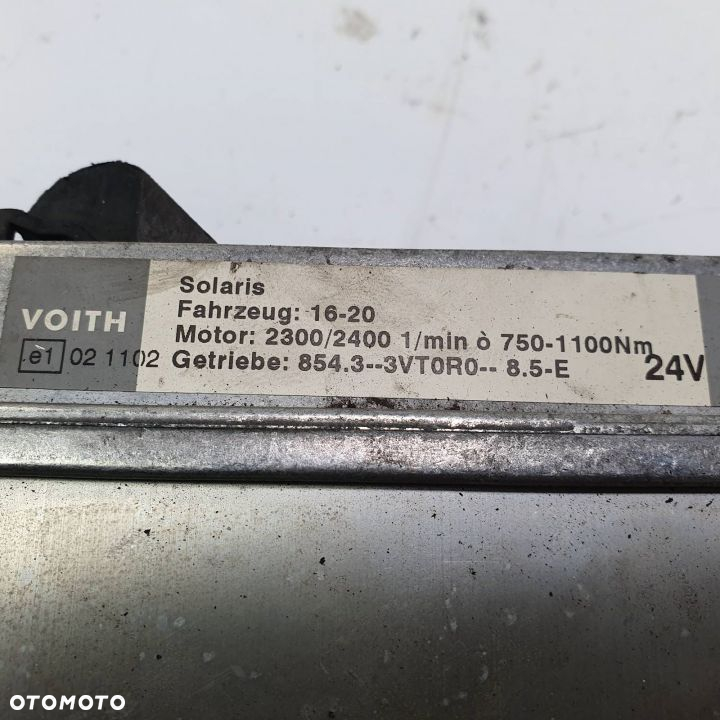 VOITH
e1 02 1102
Solaris
Fahrzeug: 16-20
Motor: 2300/2400 1/min ò 750-1100Nm
Getriebe: 854.3--3VT0R0-- 8.5-E
24V
OTOMOTO